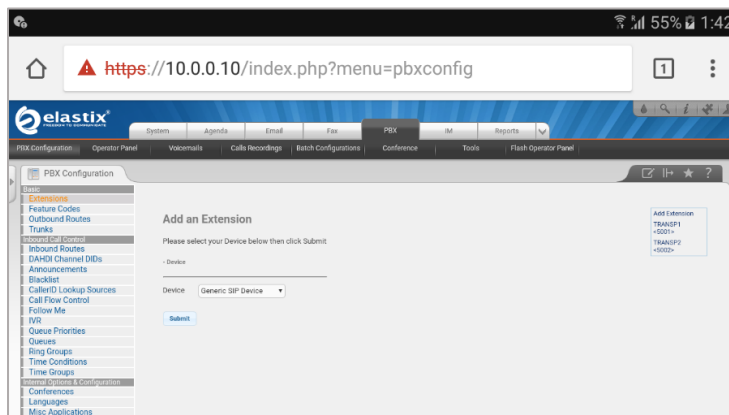 55% 1:42
https://10.0.0.10/index.php?menu=pbxconfig
1
elastix
FREEDOM TO COMMUNICATE
System Agenda Email Fax PBX IM Reports
PBX Configuration Operator Panel Voicemails Calls Recordings Batch Configurations Conference Tools Flash Operator Panel
PBX Configuration
Basic
Extensions
Feature Codes
Outbound Routes
Trunks
Inbound Call Control
Inbound Routes
DAHDI Channel DIDs
Announcements
Blacklist
CallerID Lookup Sources
Call Flow Control
Follow Me
IVR
Queue Priorities
Queues
Ring Groups
Time Conditions
Time Groups
Internal Options & Configuration
Conferences
Languages
Misc Applications
Add an Extension
Please select your Device below then click Submit
- Device
Device Generic SIP Device
Submit
Add Extension
TRANSP1
<5001>
TRANSP2
<5002>